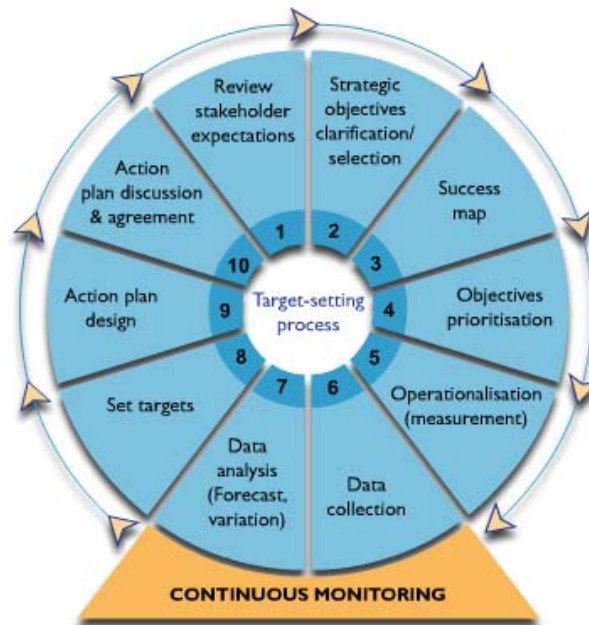 Review
stakeholder
expectations
1
Strategic
objectives
clarification/
selection
2
Success
map
3
Objectives
prioritisation
4
Operationalisation
(measurement)
5
Data
collection
6
Data
analysis
(Forecast,
variation)
7
Set targets
8
Action plan
design
9
Action
plan discussion
& agreement
10
Target-setting
process
CONTINUOUS MONITORING